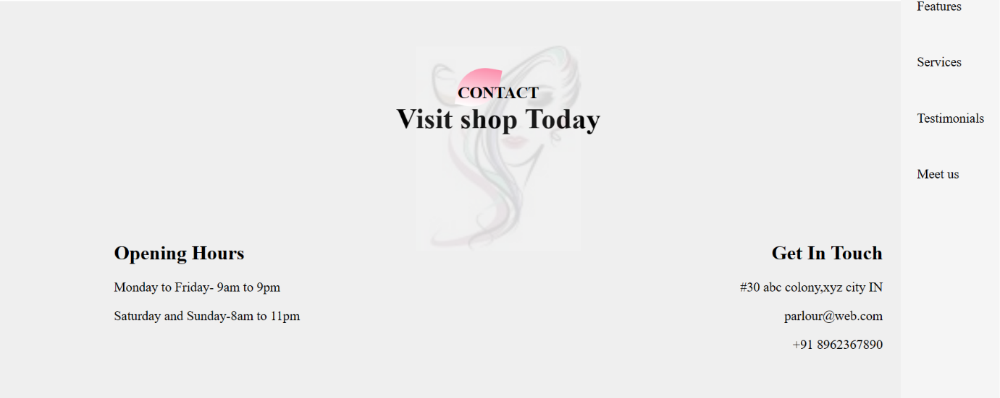 Features
Services
Testimonials
Meet us
CONTACT
Visit shop Today
Opening Hours
Monday to Friday- 9am to 9pm
Saturday and Sunday-8am to 11pm
Get In Touch
#30 abc colony,xyz city IN
parlour@web.com
+91 8962367890